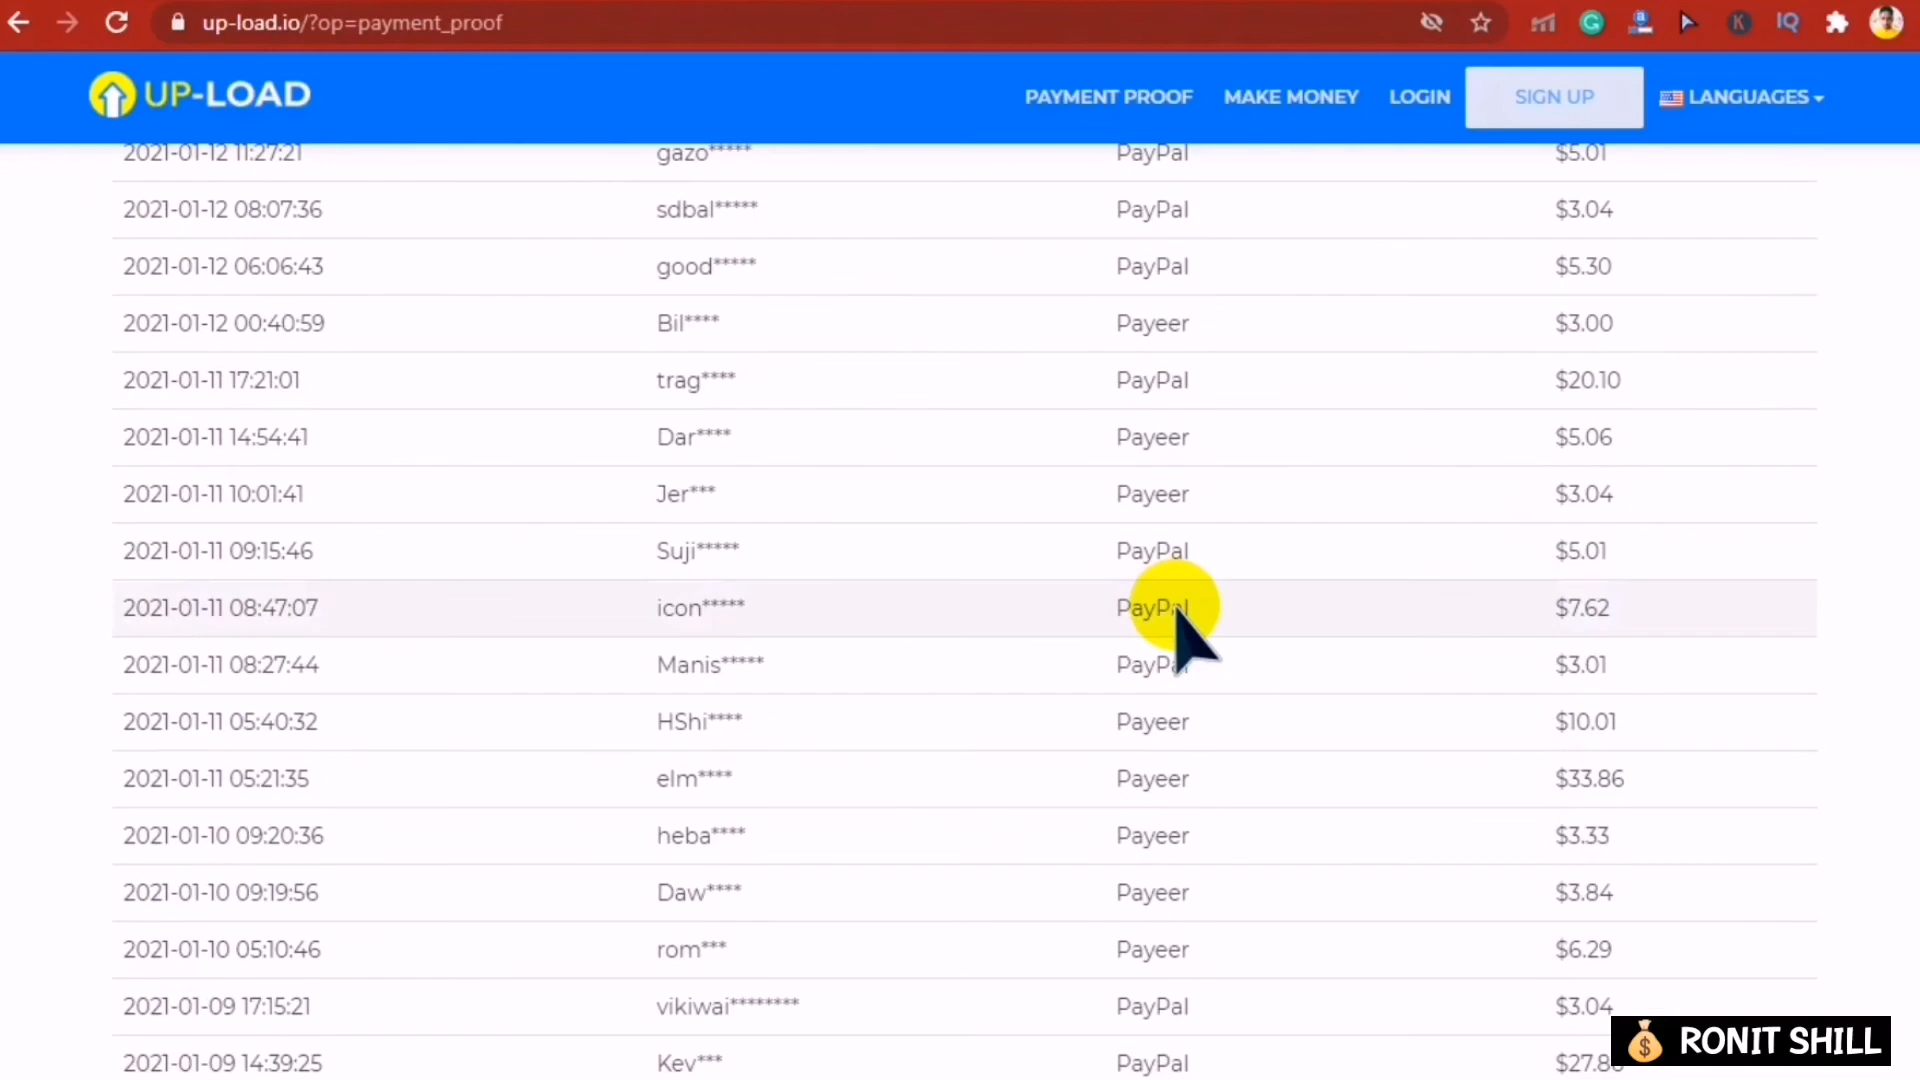 up-load.io/?op=payment_proof
UP-LOAD PAYMENT PROOF MAKE MONEY LOGIN SIGN UP LANGUAGES
2021-01-12 11:27:21 gazo***** PayPal $5.01
2021-01-12 08:07:36 sdbal***** PayPal $3.04
2021-01-12 06:06:43 good***** PayPal $5.30
2021-01-12 00:40:59 Bil**** Payeer $3.00
2021-01-11 17:21:01 trag**** PayPal $20.10
2021-01-11 14:54:41 Dar**** Payeer $5.06
2021-01-11 10:01:41 Jer*** Payeer $3.04
2021-01-11 09:15:46 Suji***** PayPal $5.01
2021-01-11 08:47:07 icon***** PayPal $7.62
2021-01-11 08:27:44 Manis***** PayPal $3.01
2021-01-11 05:40:32 HShi**** Payeer $10.01
2021-01-11 05:21:35 elm**** Payeer $33.86
2021-01-10 09:20:36 heba**** Payeer $3.33
2021-01-10 09:19:56 Daw**** Payeer $3.84
2021-01-10 05:10:46 rom*** Payeer $6.29
2021-01-09 17:15:21 vikiwai******** PayPal $3.04
2021-01-09 14:39:25 Kev*** PayPal
RONIT SHILL